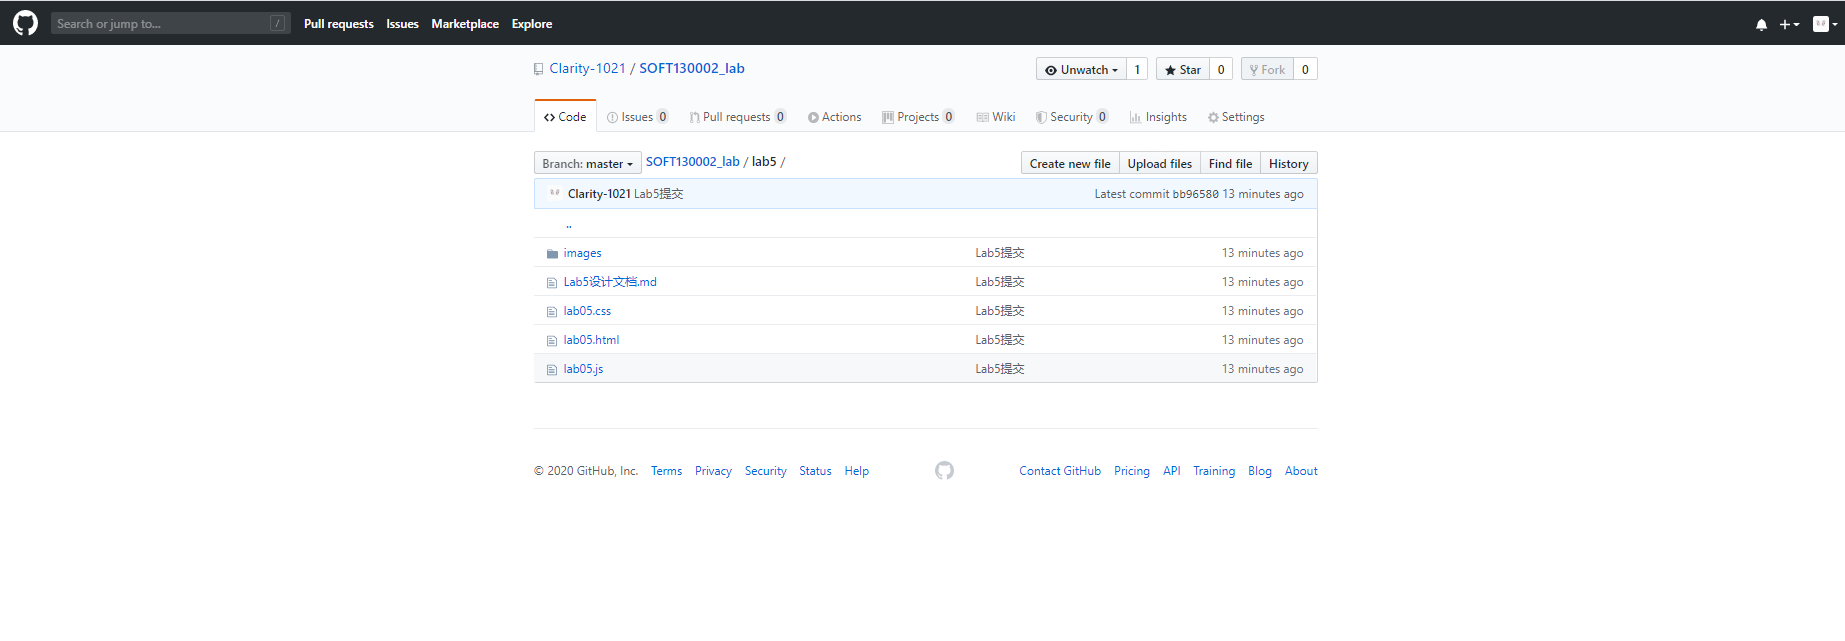 Search or jump to... / Pull requests Issues Marketplace Explore
Clarity-1021 / SOFT130002_lab Unwatch 1 Star 0 Fork 0
Code Issues 0 Pull requests 0 Actions Projects 0 Wiki Security 0 Insights Settings
Branch: master SOFT130002_lab / lab5 / Create new file Upload files Find file History
Clarity-1021 Lab5提交 Latest commit bb96580 13 minutes ago
..
images Lab5提交 13 minutes ago
Lab5设计文档.md Lab5提交 13 minutes ago
lab05.css Lab5提交 13 minutes ago
lab05.html Lab5提交 13 minutes ago
lab05.js Lab5提交 13 minutes ago
© 2020 GitHub, Inc. Terms Privacy Security Status Help Contact GitHub Pricing API Training Blog About